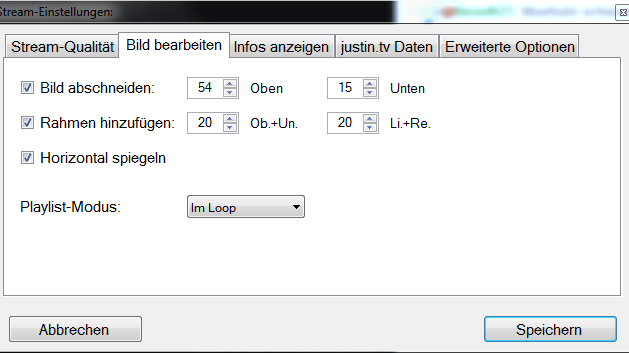 Stream-Einstellungen:
Stream-Qualität Bild bearbeiten Infos anzeigen justin.tv Daten Erweiterte Optionen
Bild abschneiden: 54 Oben 15 Unten
Rahmen hinzufügen: 20 Ob.+Un. 20 Li.+Re.
Horizontal spiegeln
Playlist-Modus: Im Loop
Abbrechen Speichern